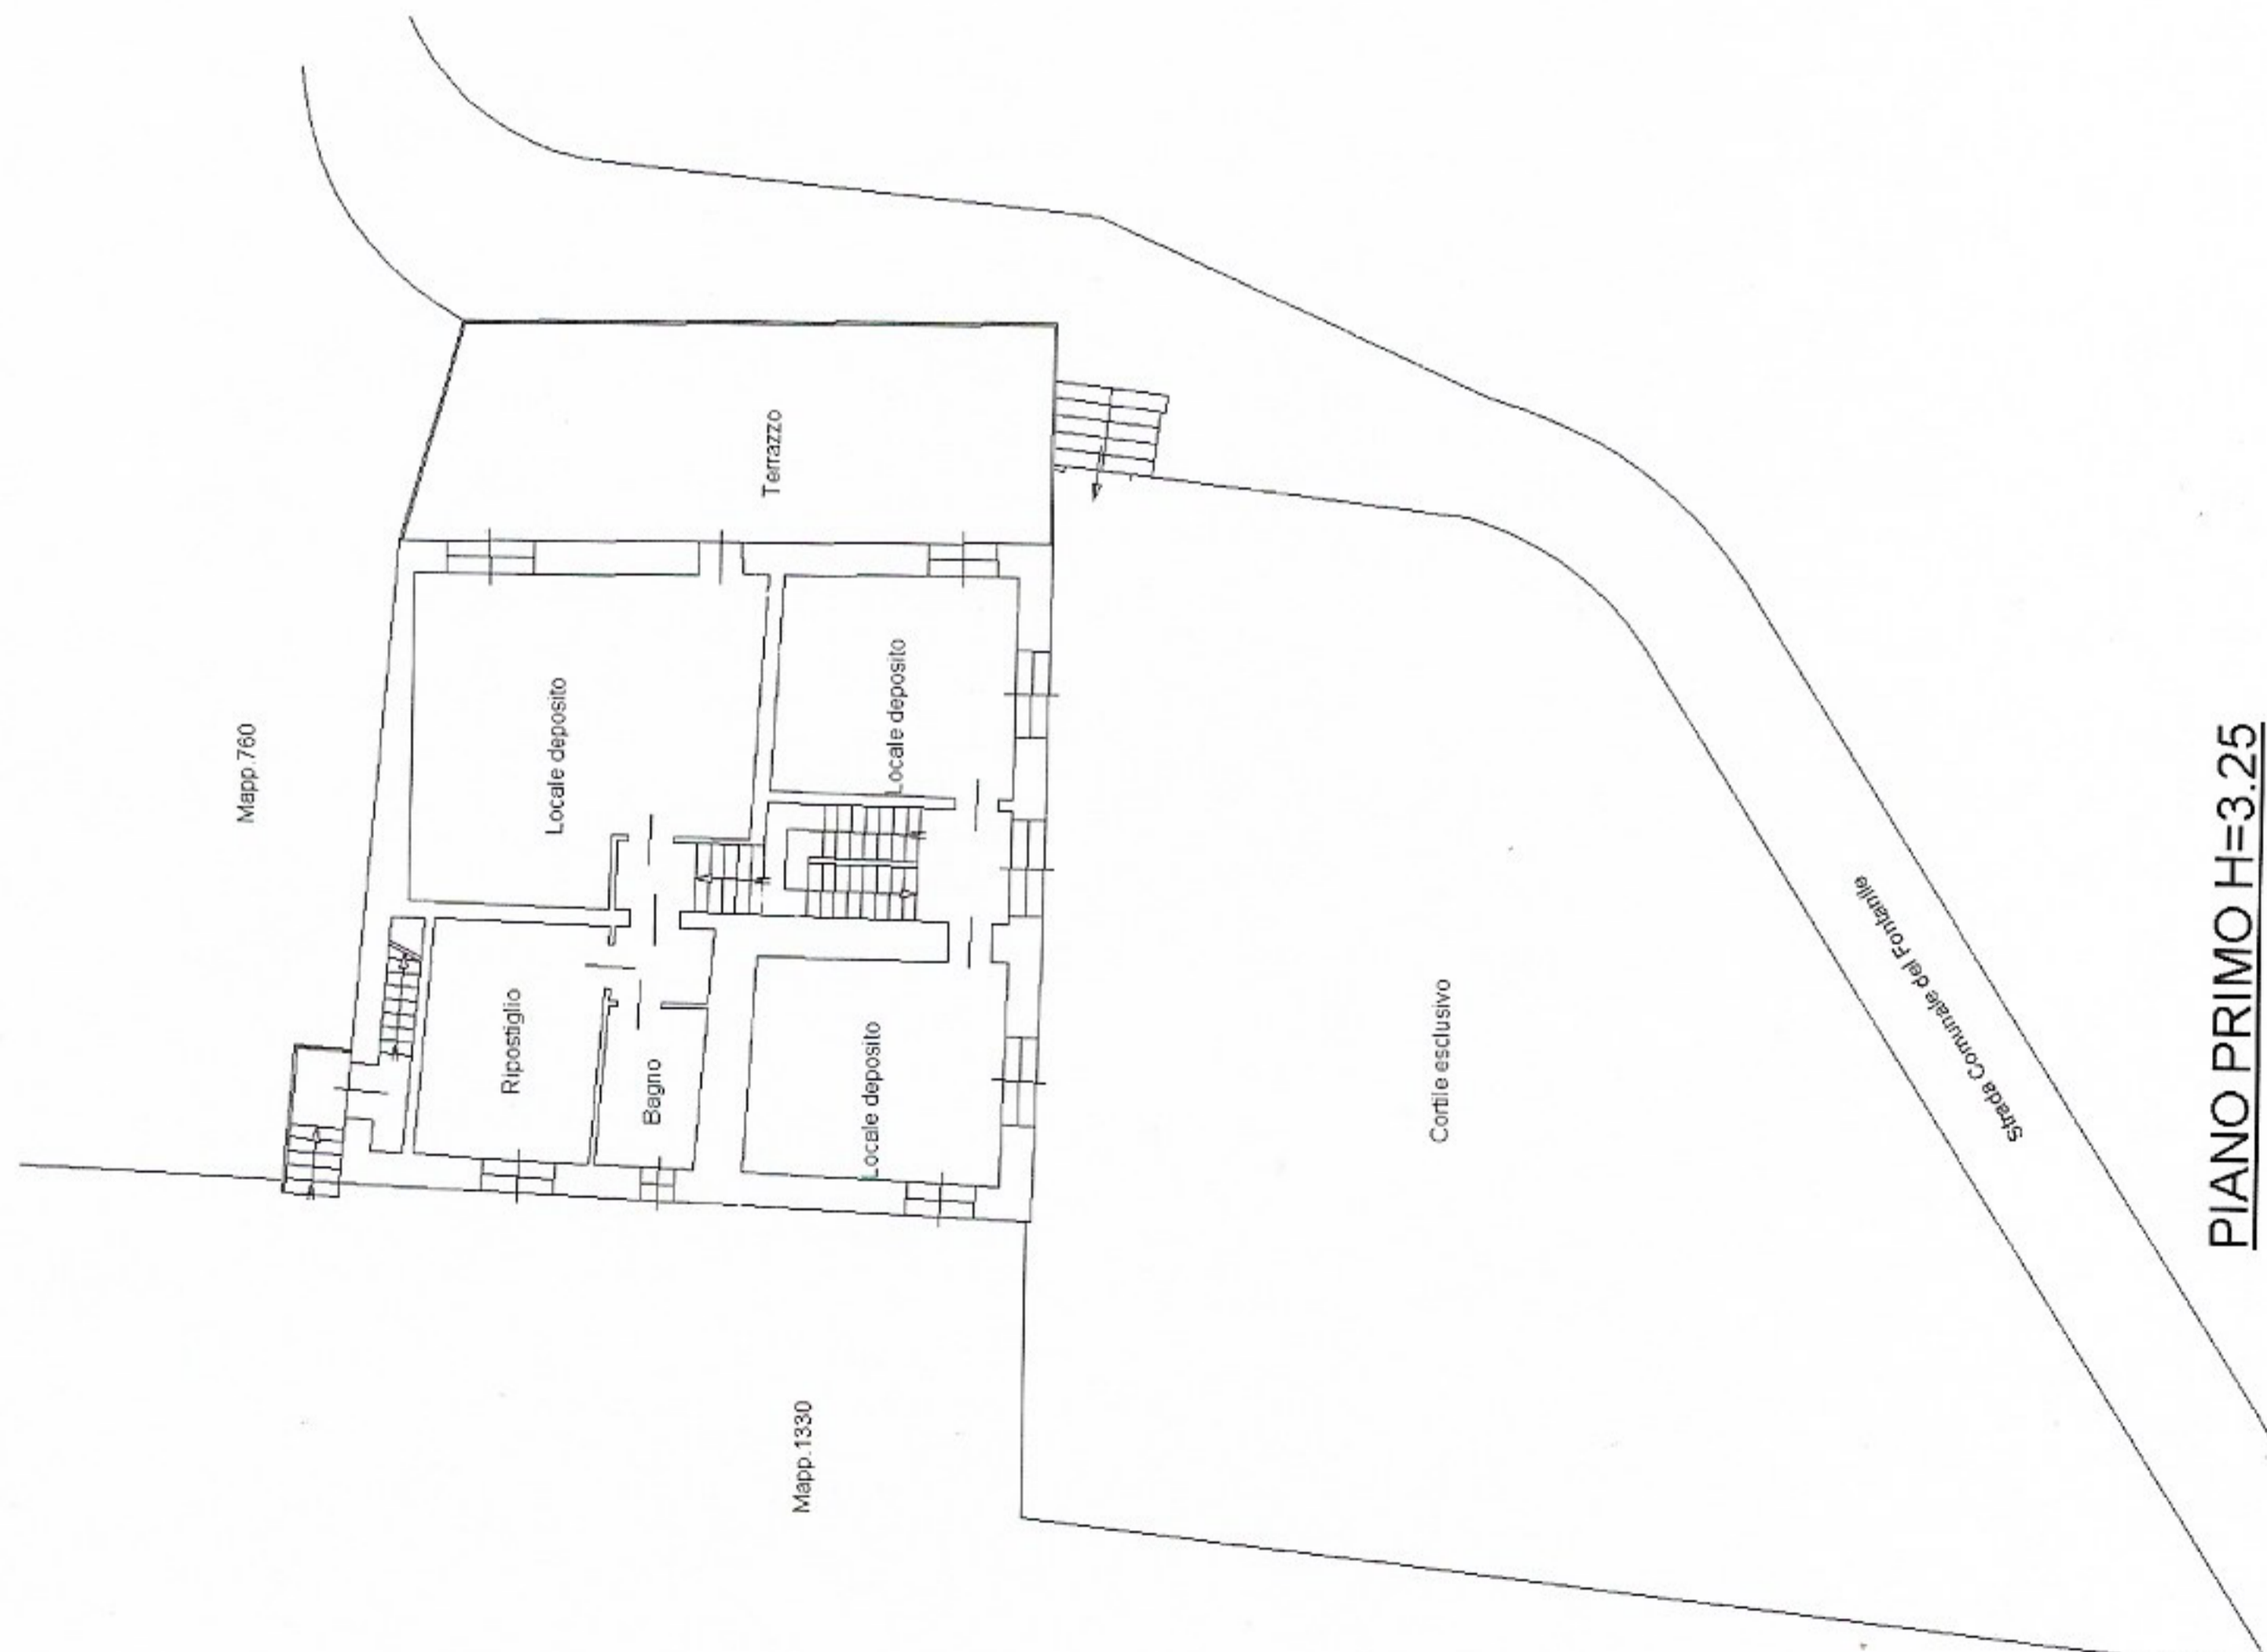 Mapp.760
Terrazzo
Locale deposito
Locale deposito
Ripostiglio
Bagno
Locale deposito
Mapp.1330
Cortile esclusivo
Strada Comunale del Fontanile
PIANO PRIMO H=3.25